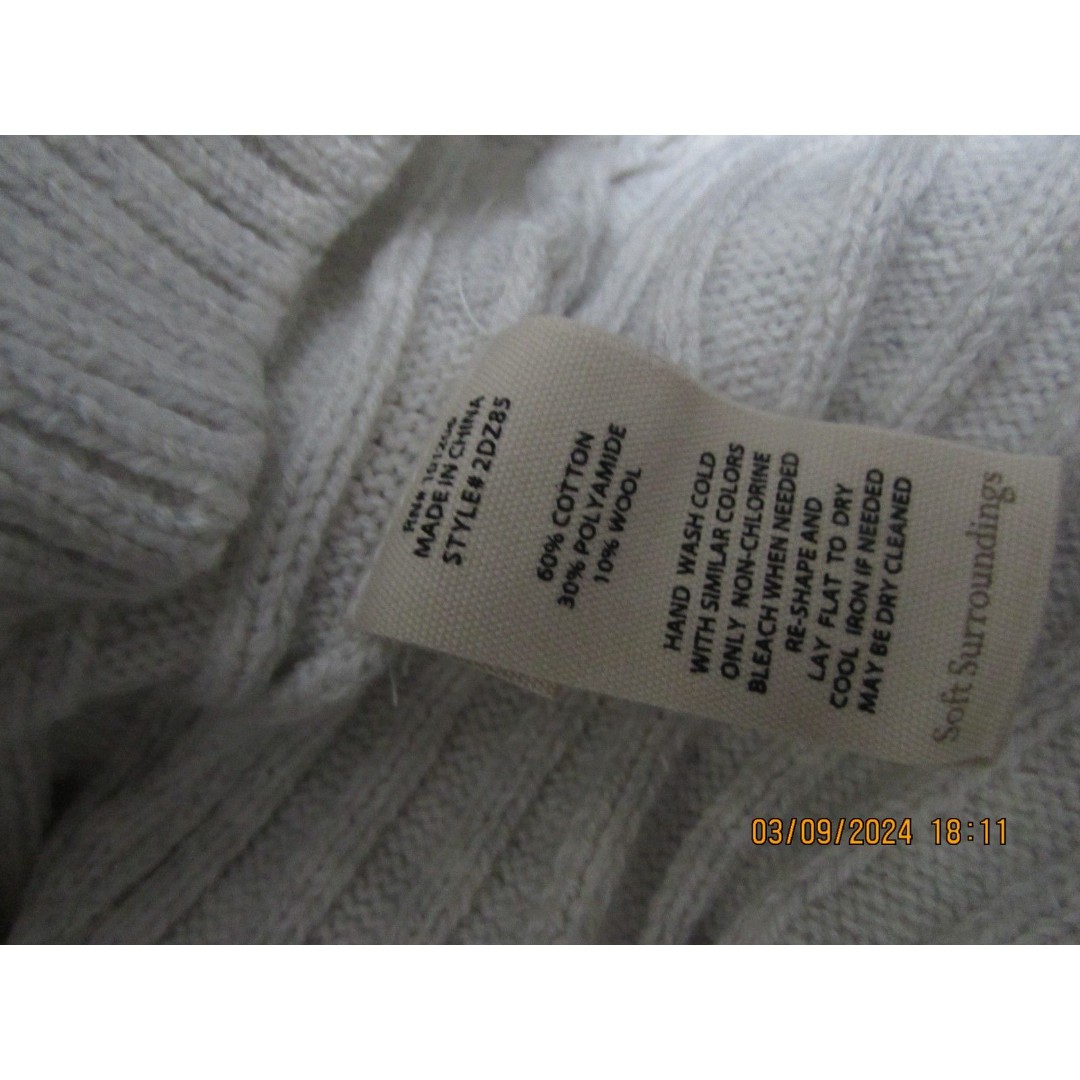 RN# 101206
MADE IN CHINA
STYLE#2DZ85
60% COTTON
30% POLYAMIDE
10% WOOL
HAND WASH COLD
WITH SIMILAR COLORS
ONLY NON-CHLORINE
BLEACH WHEN NEEDED
RE-SHAPE AND
LAY FLAT TO DRY
COOL IRON IF NEEDED
MAY BE DRY CLEANED
Soft Surroundings
03/09/2024 18:11